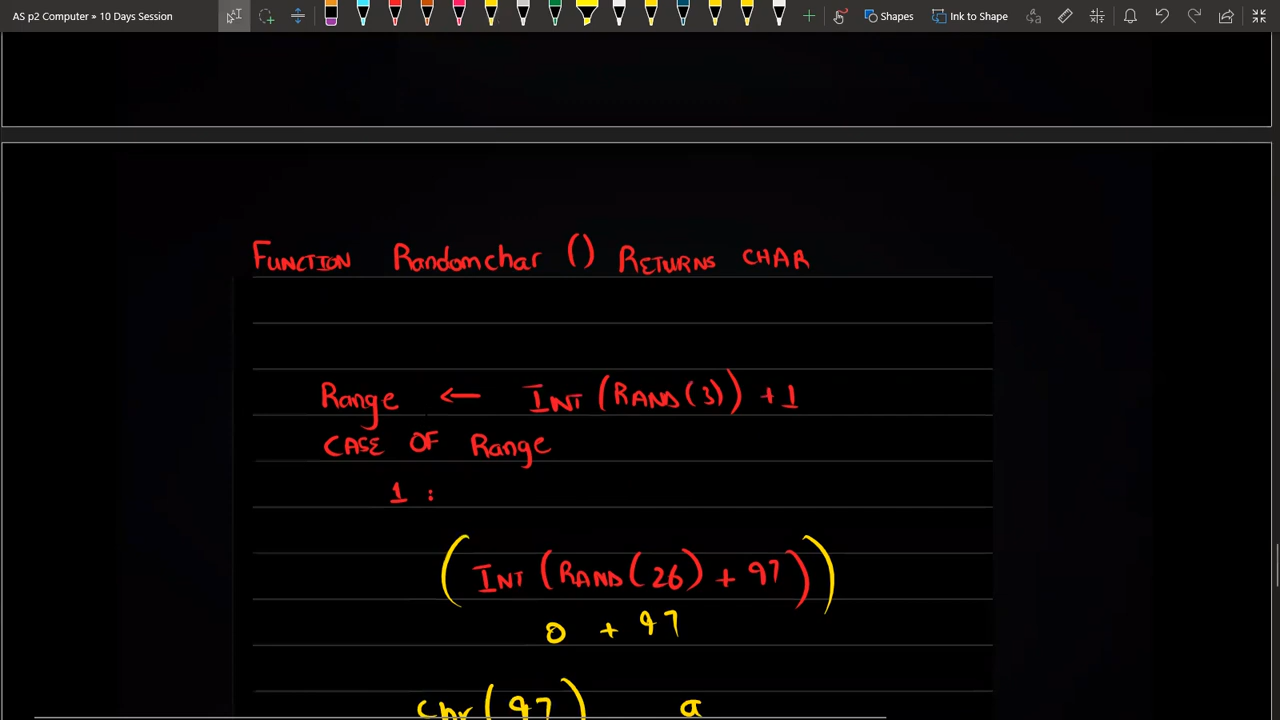 AS p2 Computer » 10 Days Session
Shapes
Ink to Shape
FUNCTION Randomchar () RETURNS CHAR
Range ← INT (RAND(3)) + 1
CASE OF Range
1 :
(INT (RAND(26) + 97))
0 + 97
Chr (97) a